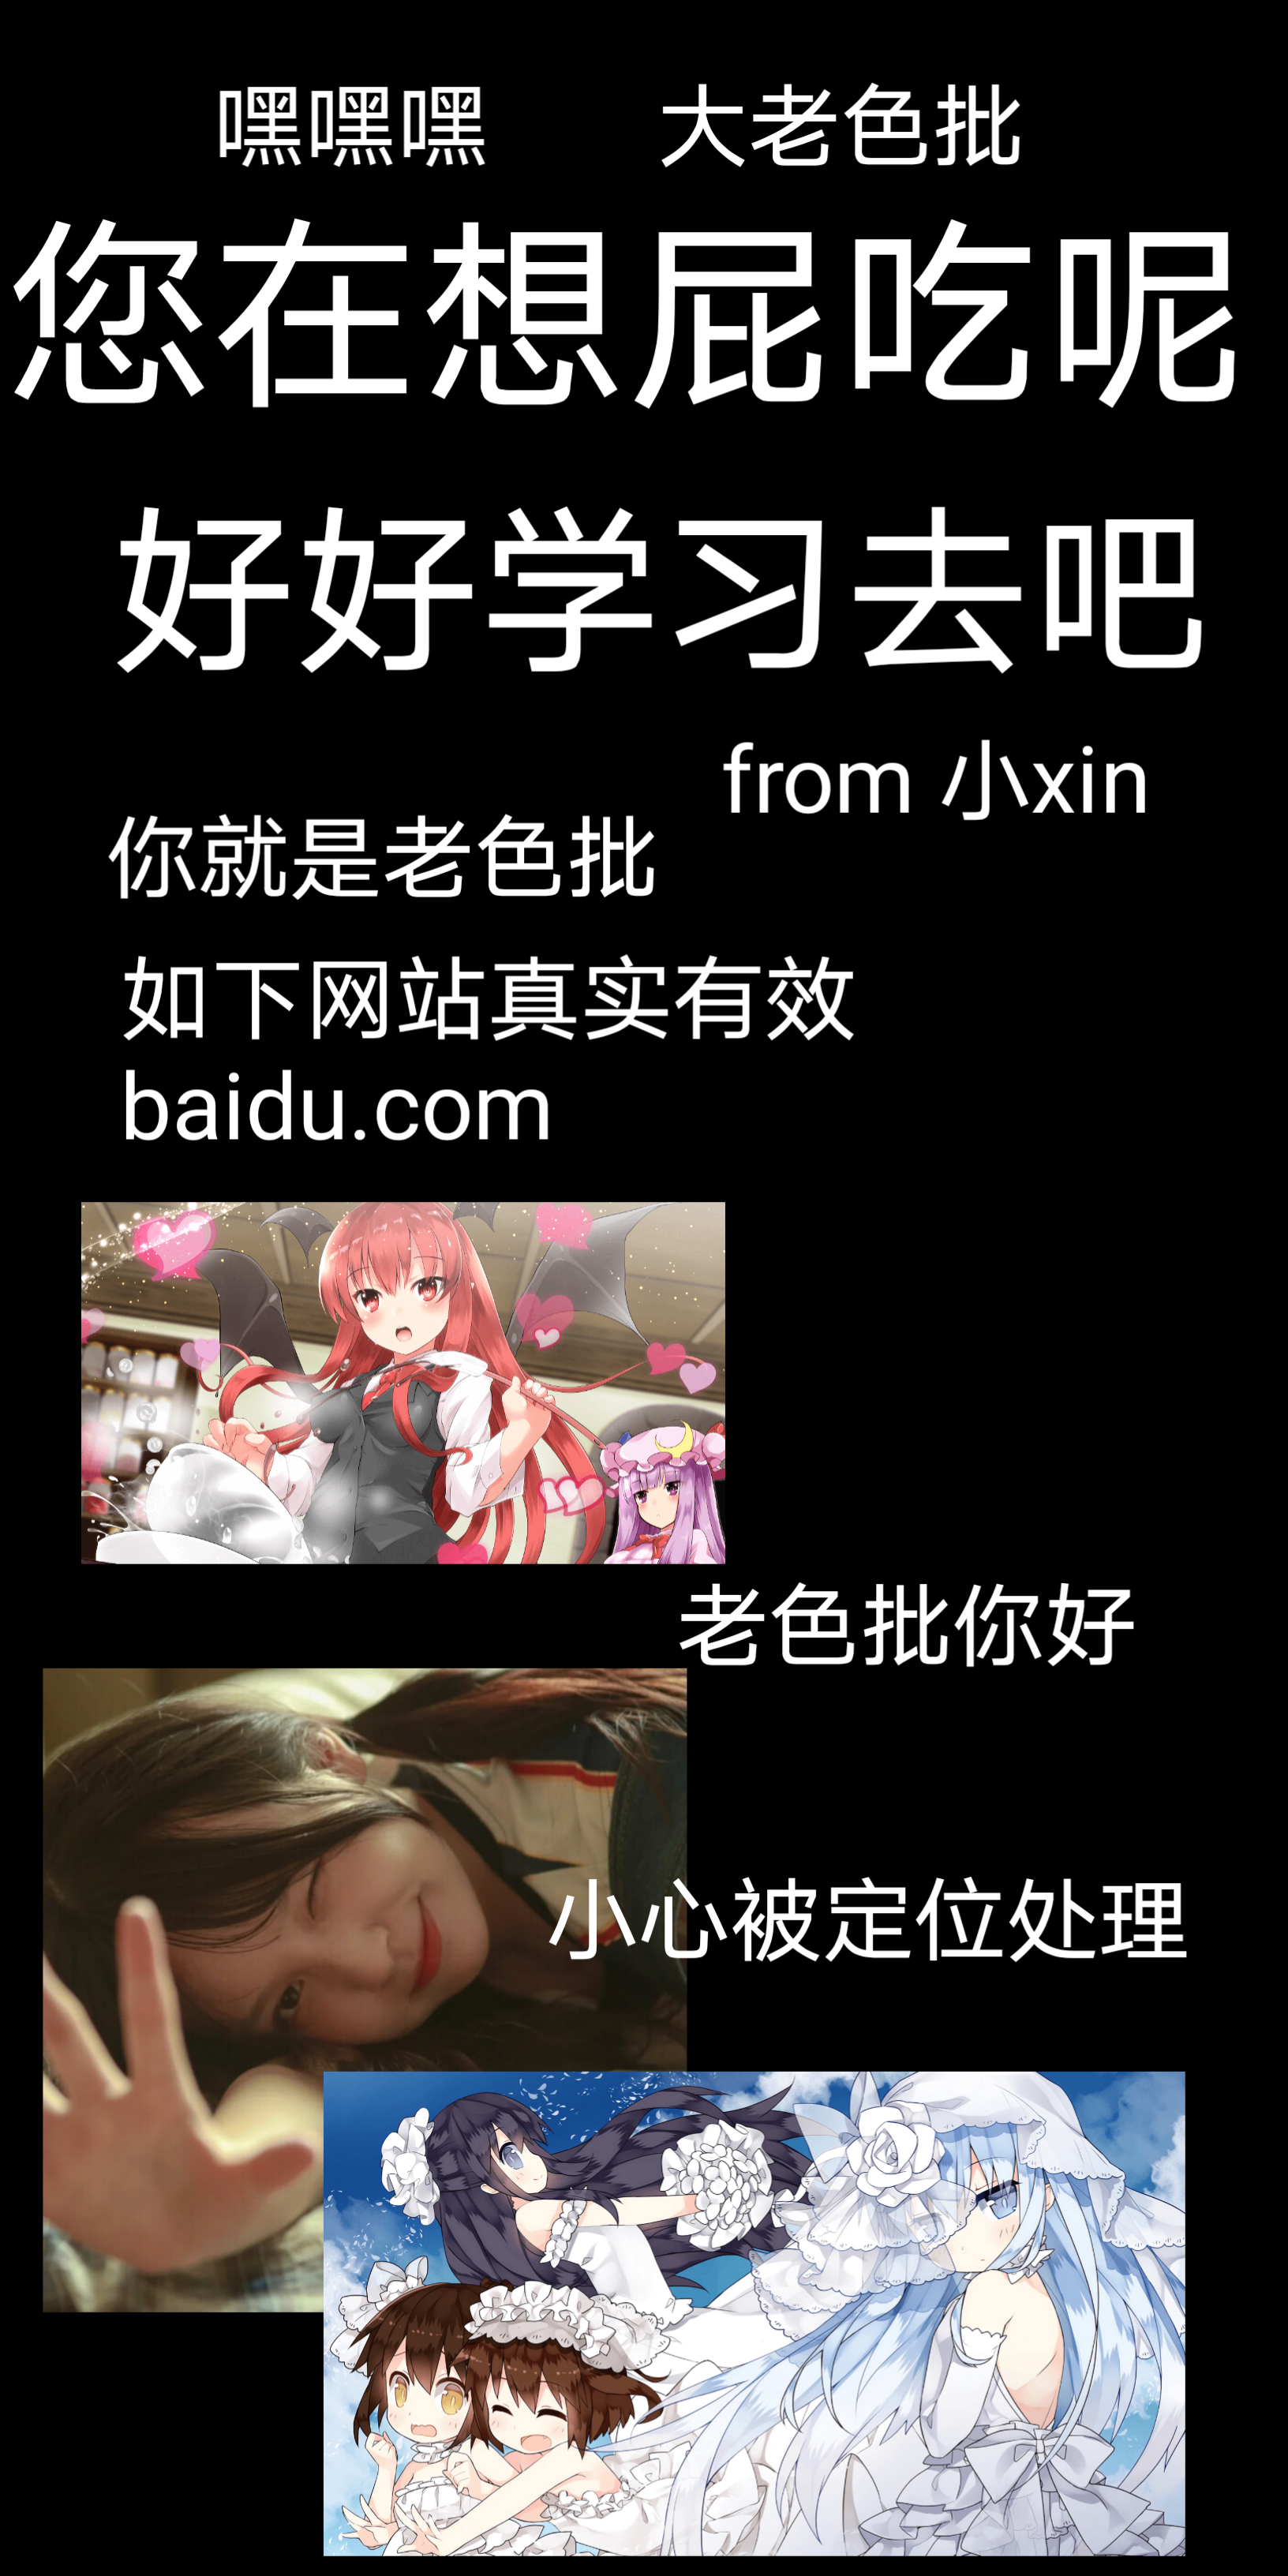 嘿嘿嘿 大老色批
您在想屁吃呢
好好学习去吧
from 小xin
你就是老色批
如下网站真实有效
baidu.com
老色批你好
小心被定位处理